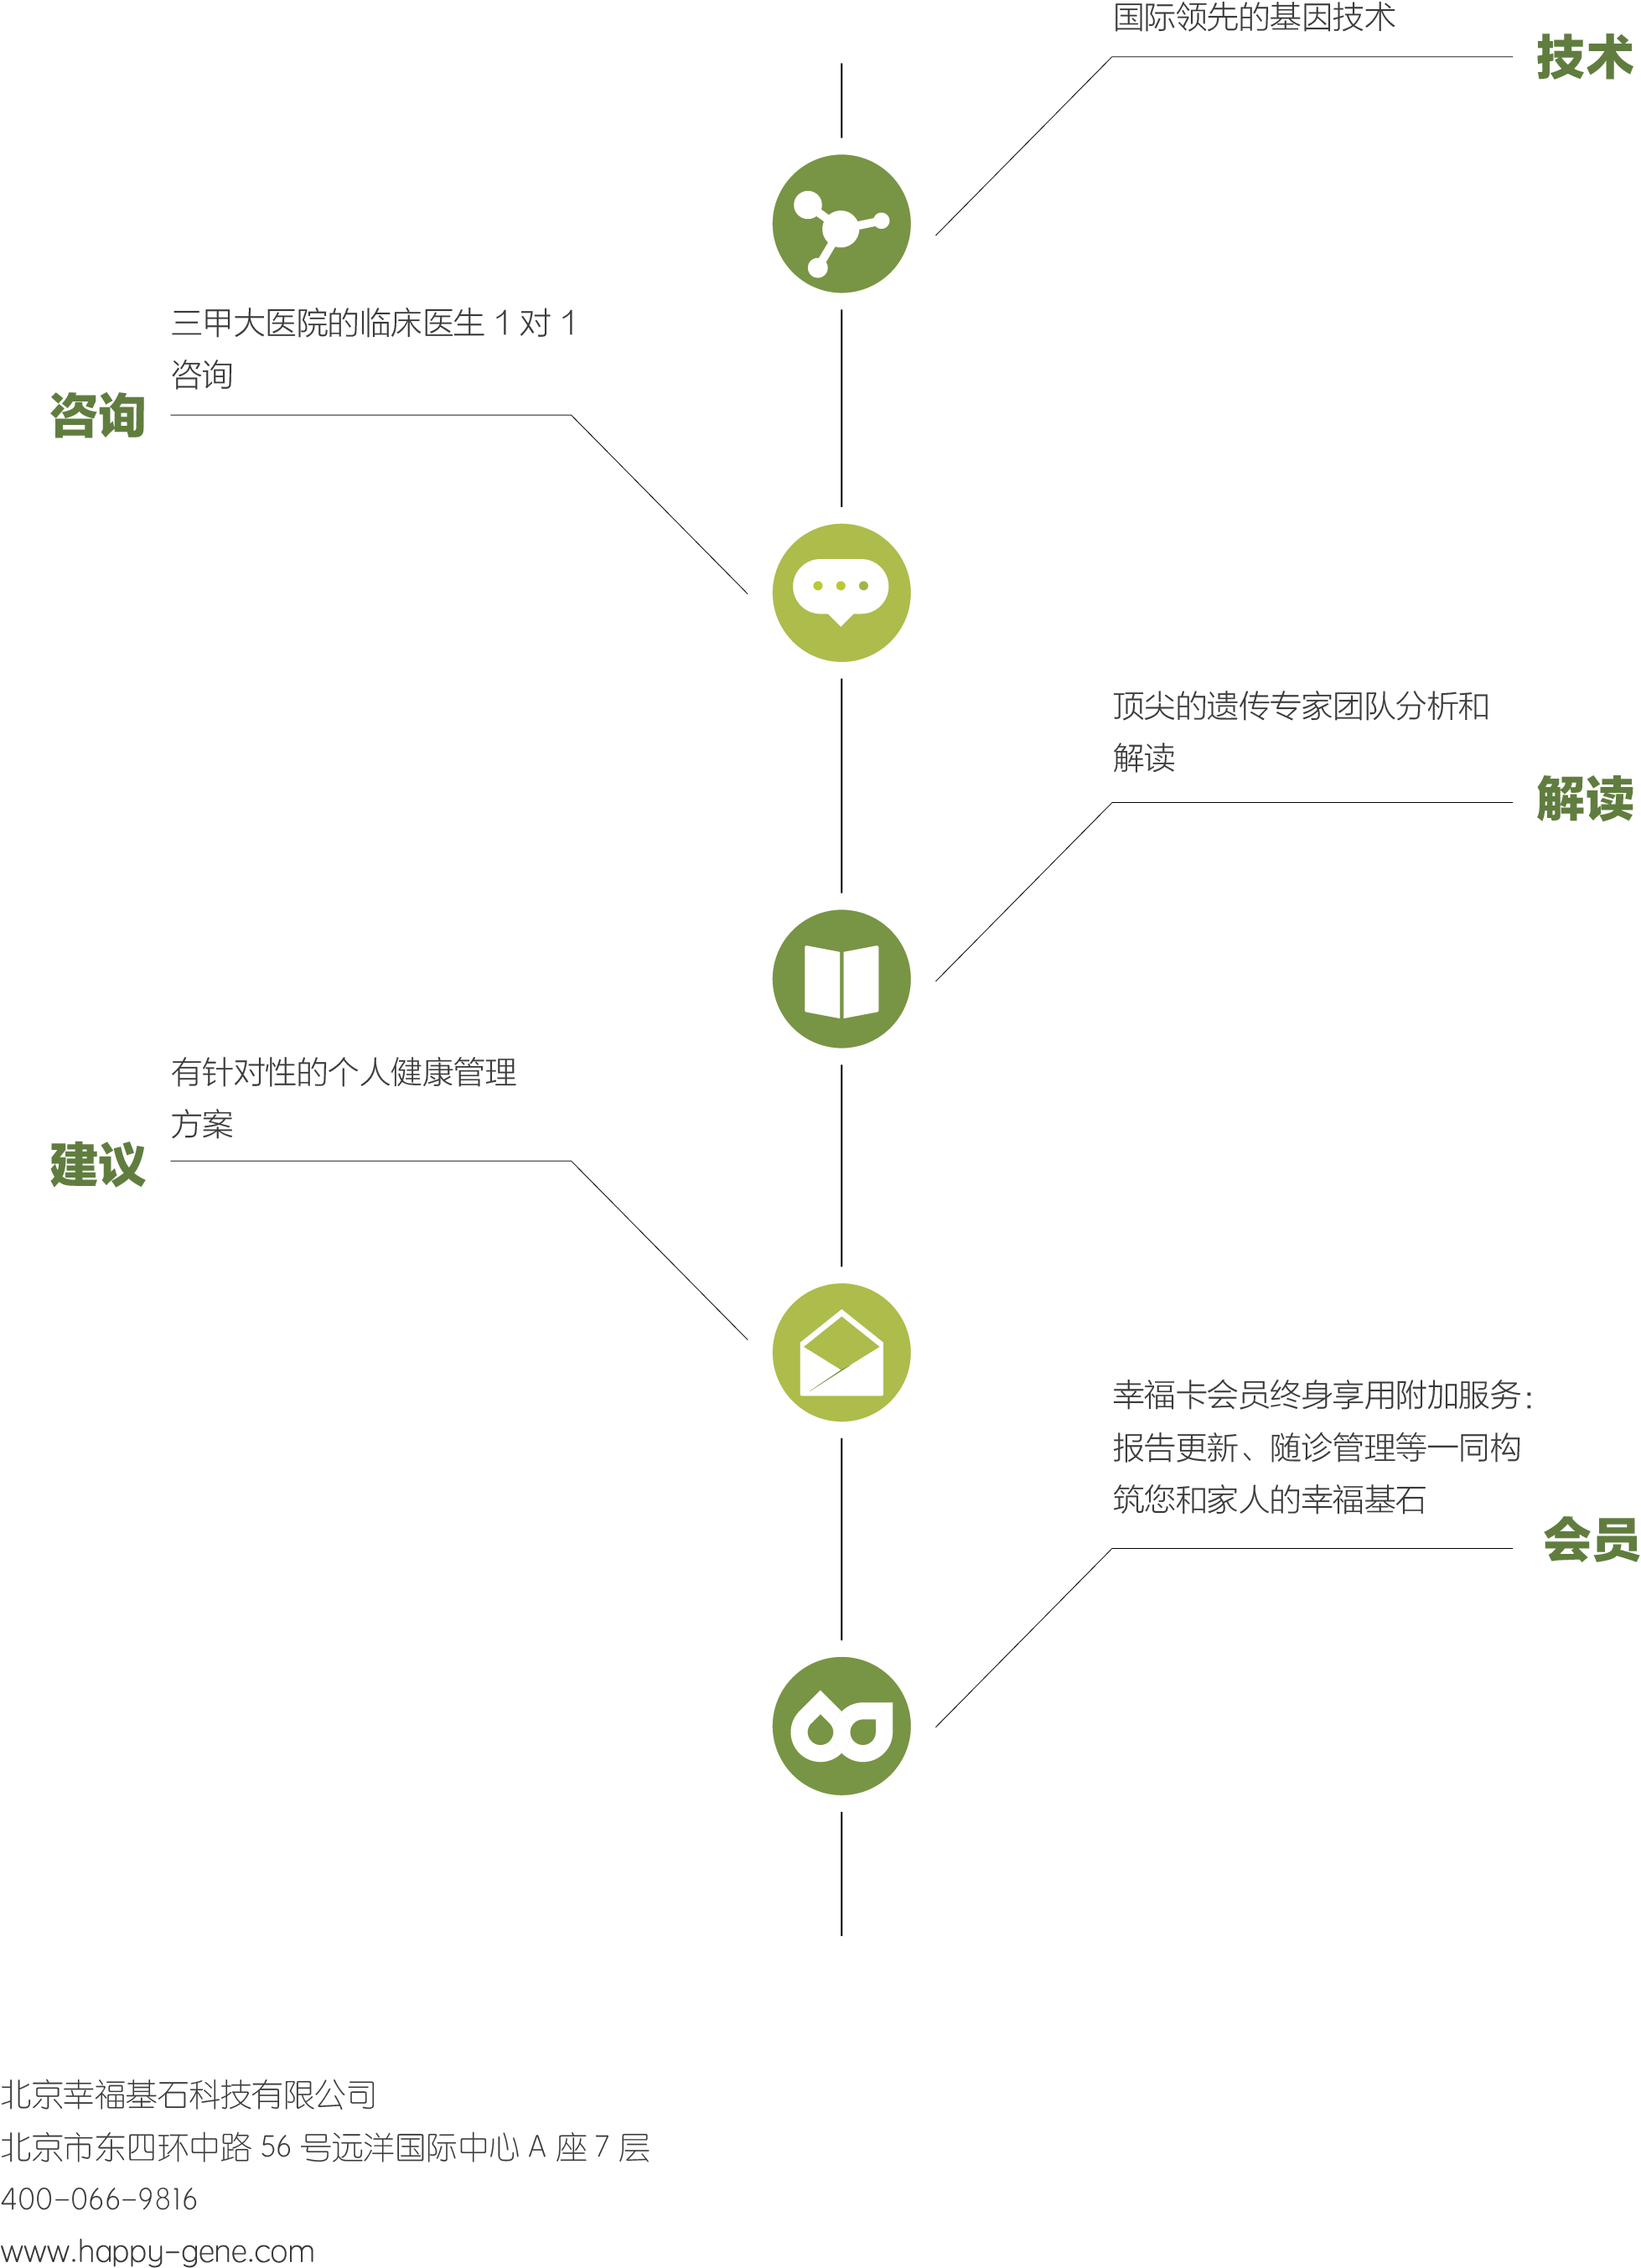 国际领先的基因技术
技术
三甲大医院的临床医生 1 对 1
咨询
咨询
顶尖的遗传专家团队分析和
解读
解读
有针对性的个人健康管理
方案
建议
幸福卡会员终身享用附加服务：
报告更新、随诊管理等一同构
筑您和家人的幸福基石
会员
北京幸福基石科技有限公司
北京市东四环中路 56 号远洋国际中心 A 座 7 层
400-066-9816
www.happy-gene.com